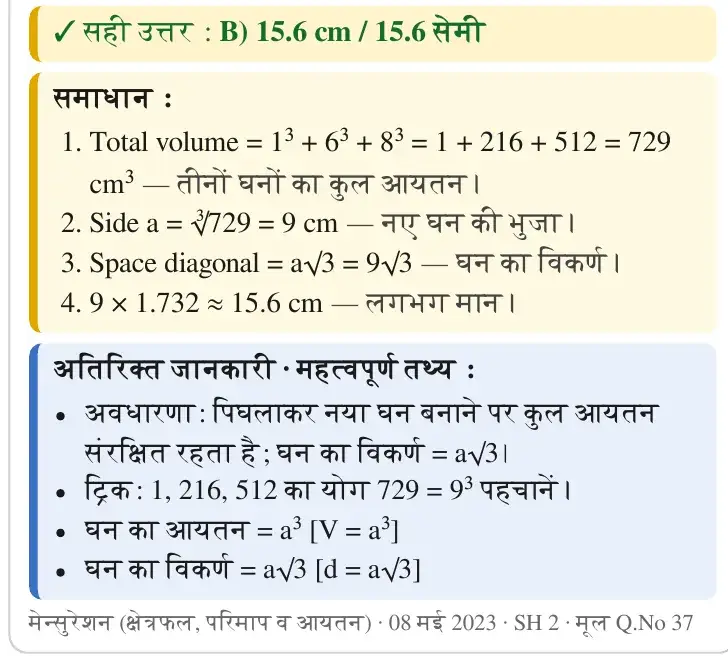 ✓ सही उत्तर : B) 15.6 cm / 15.6 सेमी
समाधान :
1. Total volume = 1³ + 6³ + 8³ = 1 + 216 + 512 = 729
cm³ — तीनों घनों का कुल आयतन।
2. Side a = ∛729 = 9 cm — नए घन की भुजा।
3. Space diagonal = a√3 = 9√3 — घन का विकर्ण।
4. 9 × 1.732 ≈ 15.6 cm — लगभग मान।
अतिरिक्त जानकारी · महत्वपूर्ण तथ्य :
• अवधारणा : पिघलाकर नया घन बनाने पर कुल आयतन
संरक्षित रहता है ; घन का विकर्ण = a√3।
• ट्रिक : 1, 216, 512 का योग 729 = 9³ पहचानें।
• घन का आयतन = a³ [V = a³]
• घन का विकर्ण = a√3 [d = a√3]
मेन्सुरेशन (क्षेत्रफल, परिमाप व आयतन) · 08 मई 2023 · SH 2 · मूल Q.No 37